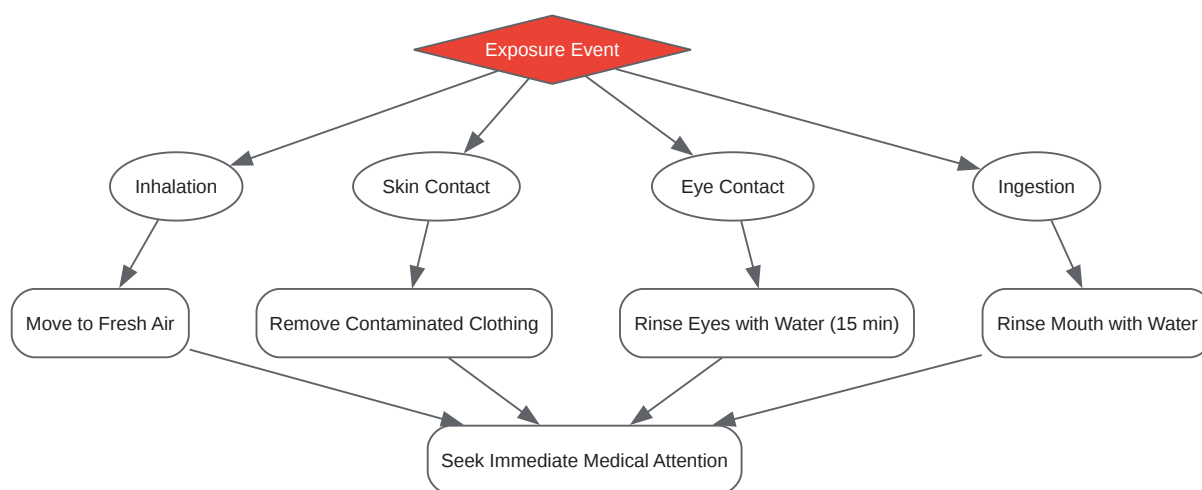 Exposure Event
Inhalation
Skin Contact
Eye Contact
Ingestion
Move to Fresh Air
Remove Contaminated Clothing
Rinse Eyes with Water (15 min)
Rinse Mouth with Water
Seek Immediate Medical Attention